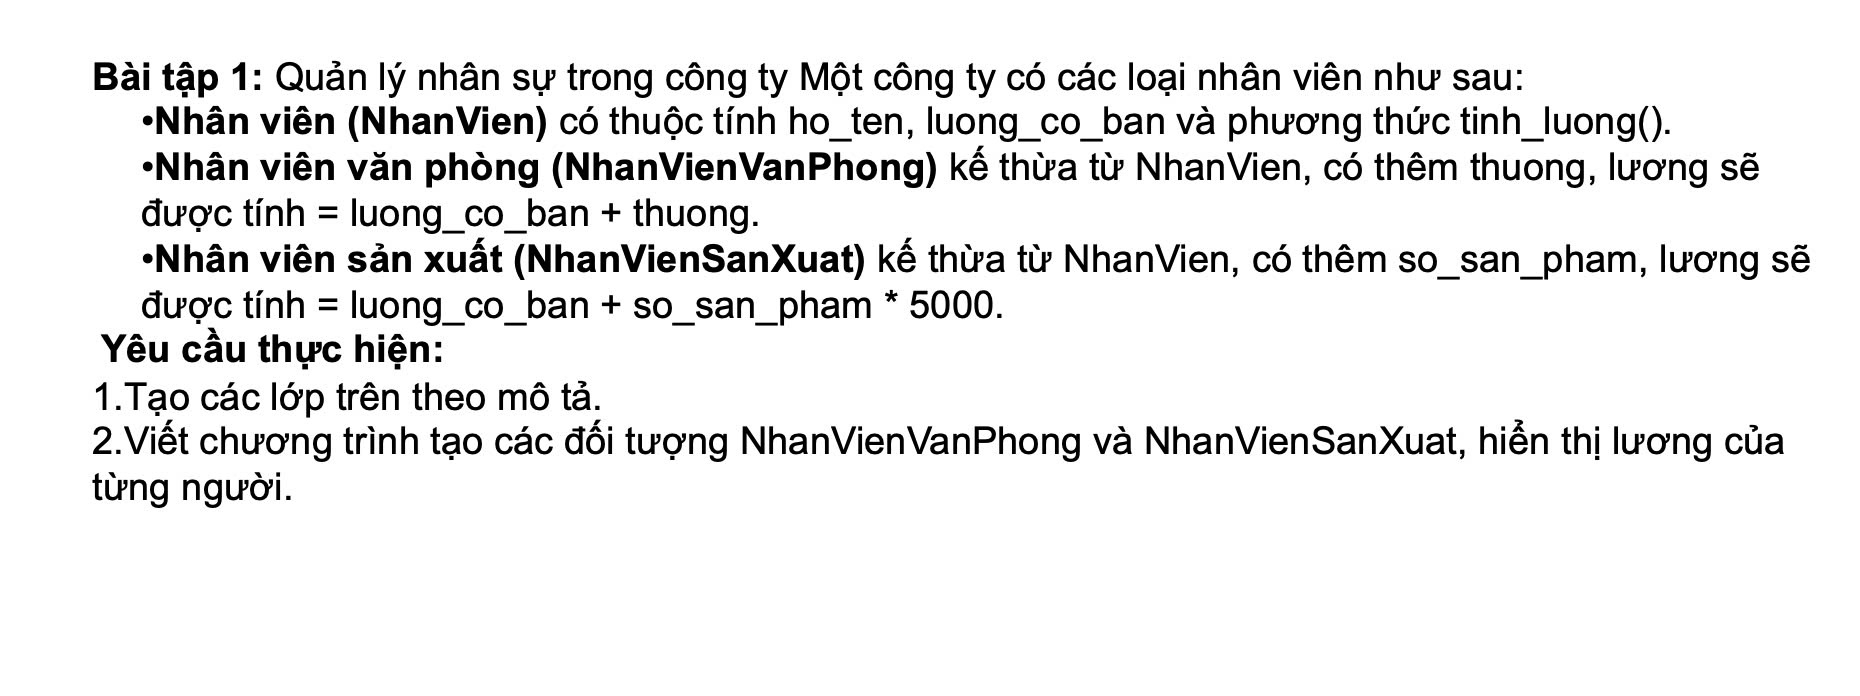 Bài tập 1: Quản lý nhân sự trong công ty Một công ty có các loại nhân viên như sau:
•Nhân viên (NhanVien) có thuộc tính ho_ten, luong_co_ban và phương thức tinh_luong().
•Nhân viên văn phòng (NhanVienVanPhong) kế thừa từ NhanVien, có thêm thuong, lương sẽ
được tính = luong_co_ban + thuong.
•Nhân viên sản xuất (NhanVienSanXuat) kế thừa từ NhanVien, có thêm so_san_pham, lương sẽ
được tính = luong_co_ban + so_san_pham * 5000.
Yêu cầu thực hiện:
1.Tạo các lớp trên theo mô tả.
2.Viết chương trình tạo các đối tượng NhanVienVanPhong và NhanVienSanXuat, hiển thị lương của
từng người.